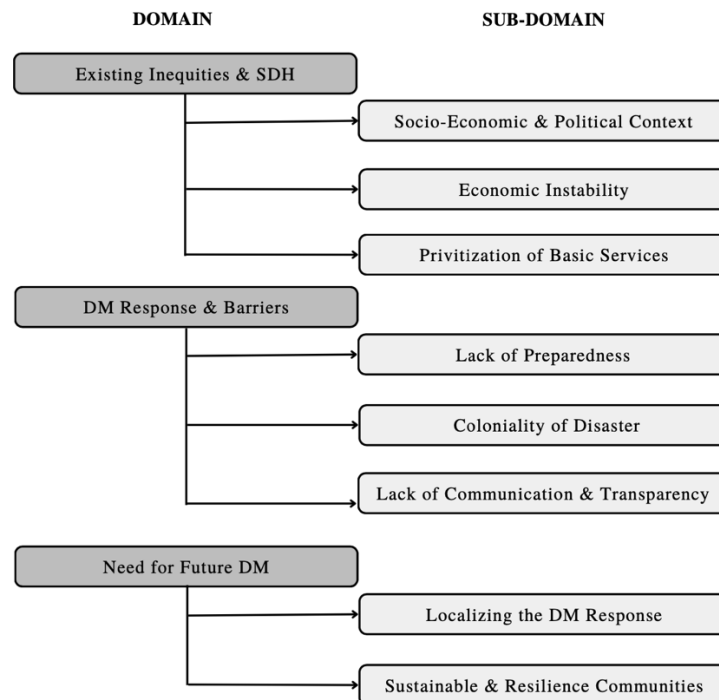 DOMAIN
SUB-DOMAIN
Existing Inequities & SDH
Socio-Economic & Political Context
Economic Instability
Privitization of Basic Services
DM Response & Barriers
Lack of Preparedness
Coloniality of Disaster
Lack of Communication & Transparency
Need for Future DM
Localizing the DM Response
Sustainable & Resilience Communities